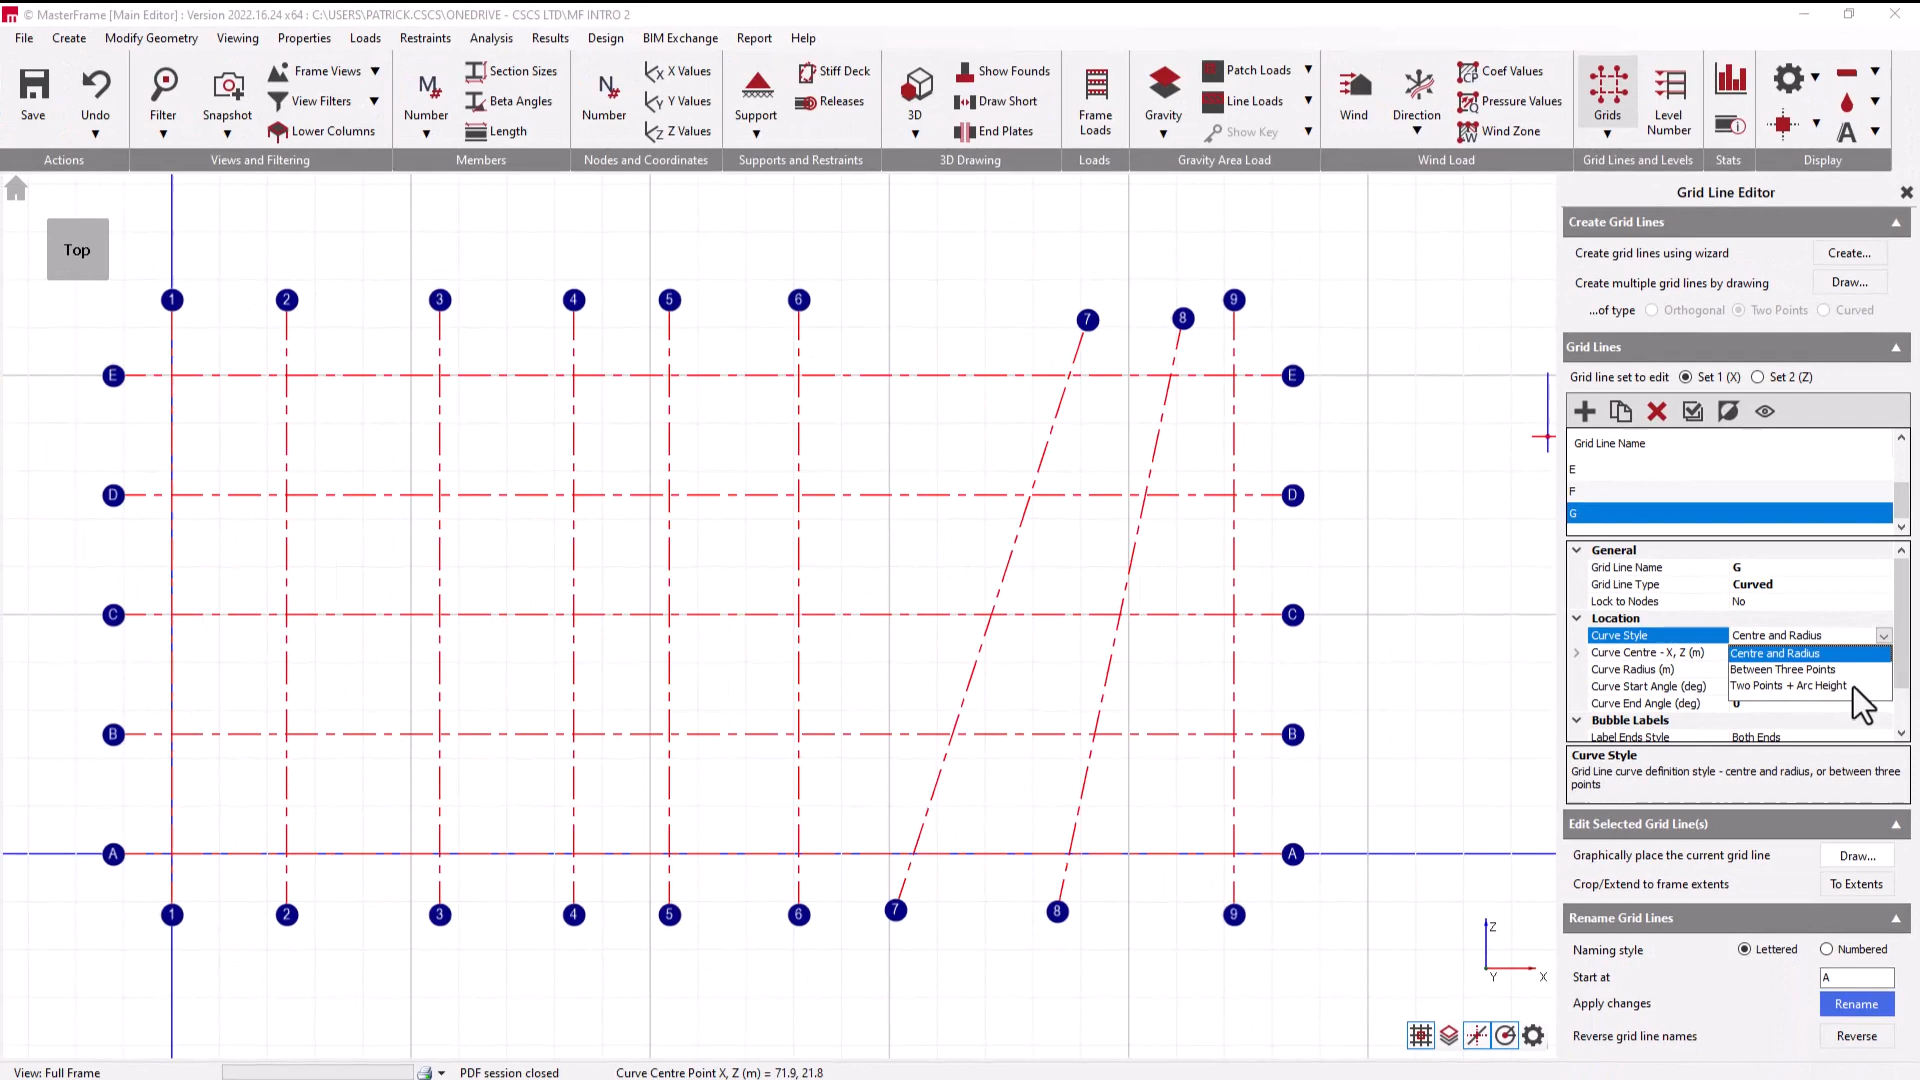 © MasterFrame [Main Editor] : Version 2022.16.24 x64 : C:\USERS\PATRICK.CSCS\ONEDRIVE - CSCS LTD\MF INTRO 2
File Create Modify Geometry Viewing Properties Loads Restraints Analysis Results Design BIM Exchange Report Help
Save Undo
Actions
Filter Snapshot Frame Views View Filters Lower Columns
Views and Filtering
Number Section Sizes Beta Angles Length
Members
Number X Values Y Values Z Values
Nodes and Coordinates
Support Stiff Deck Releases
Supports and Restraints
3D Show Founds Draw Short End Plates
3D Drawing
Frame Loads
Loads
Gravity Patch Loads Line Loads Show Key
Gravity Area Load
Wind Direction Coef Values Pressure Values Wind Zone
Wind Load
Grids Level Number
Grid Lines and Levels
Stats
Display
Top
1 2 3 4 5 6 7 8 9
E E
D D
C C
B B
A A
1 2 3 4 5 6 7 8 9
Z
Y X
Grid Line Editor
Create Grid Lines
Create grid lines using wizard Create...
Create multiple grid lines by drawing Draw...
...of type Orthogonal Two Points Curved
Grid Lines
Grid line set to edit Set 1 (X) Set 2 (Z)
Grid Line Name
E
F
G
General
Grid Line Name G
Grid Line Type Curved
Lock to Nodes No
Location
Curve Style Centre and Radius
Curve Centre - X, Z (m) Centre and Radius
Curve Radius (m) Between Three Points
Curve Start Angle (deg) Two Points + Arc Height
Curve End Angle (deg) 0
Bubble Labels
Label Ends Style Both Ends
Curve Style
Grid Line curve definition style - centre and radius, or between three
points
Edit Selected Grid Line(s)
Graphically place the current grid line Draw...
Crop/Extend to frame extents To Extents
Rename Grid Lines
Naming style Lettered Numbered
Start at A
Apply changes Rename
Reverse grid line names Reverse
View: Full Frame PDF session closed Curve Centre Point X, Z (m) = 71.9, 21.8